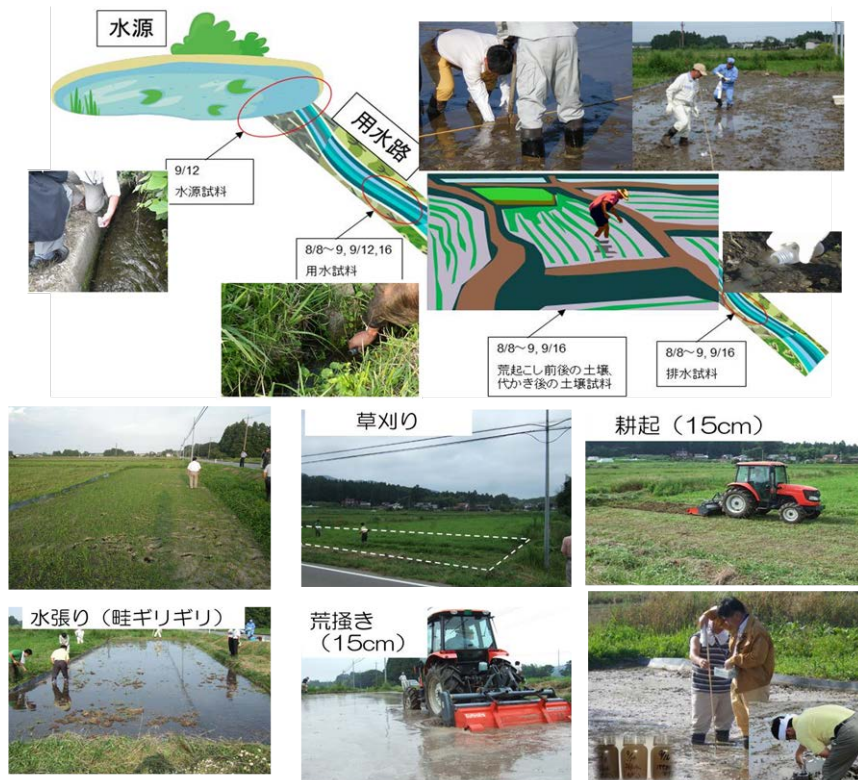 水源
用水路
9/12
水源試料
8/8～9, 9/12,16
用水試料
8/8～9, 9/16
荒起こし前後の土壌、
代かき後の土壌試料
8/8～9, 9/16
排水試料
草刈り
耕起（15cm）
水張り（畦ギリギリ）
荒掻き
（15cm）